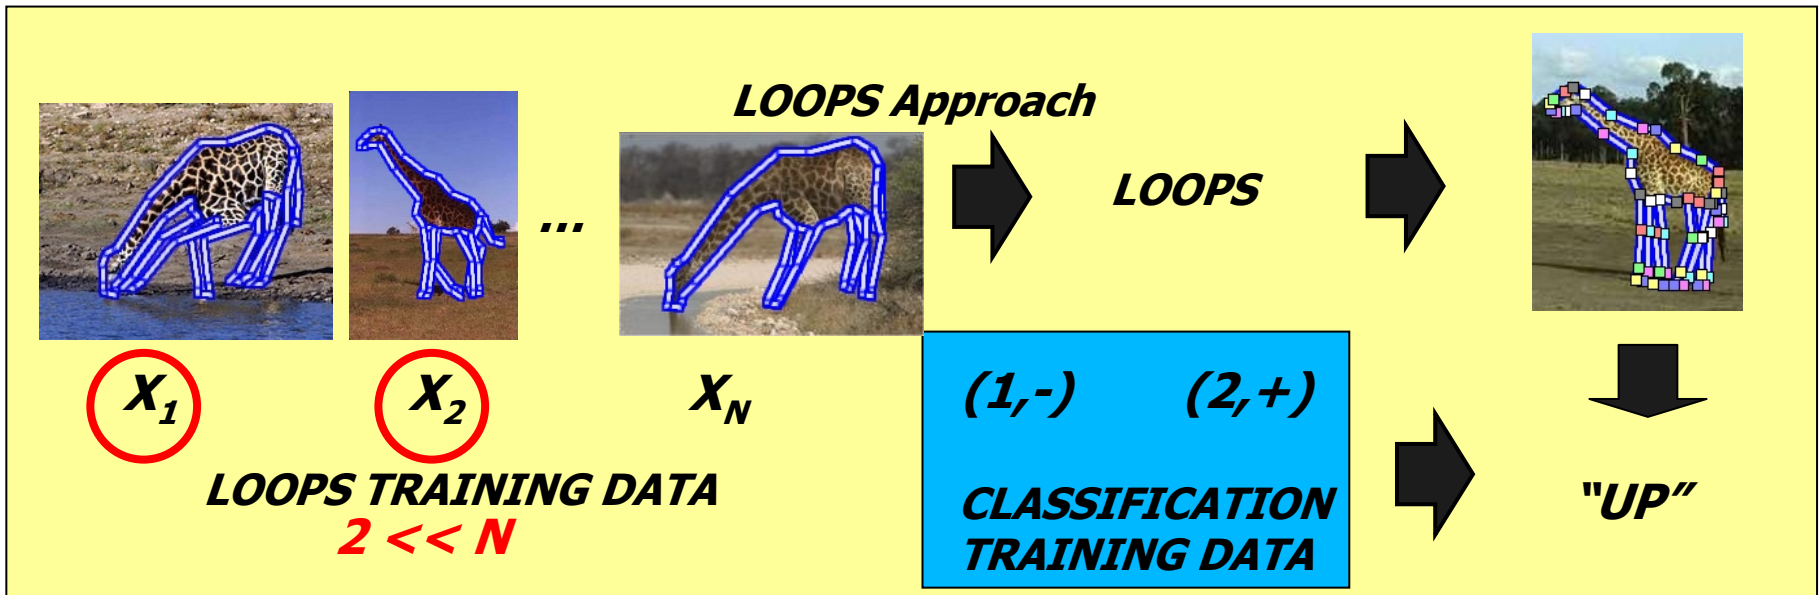 LOOPS Approach
LOOPS
...
X1
X2
XN
(1,-) (2,+)
LOOPS TRAINING DATA
2 << N
CLASSIFICATION
TRAINING DATA
“UP”